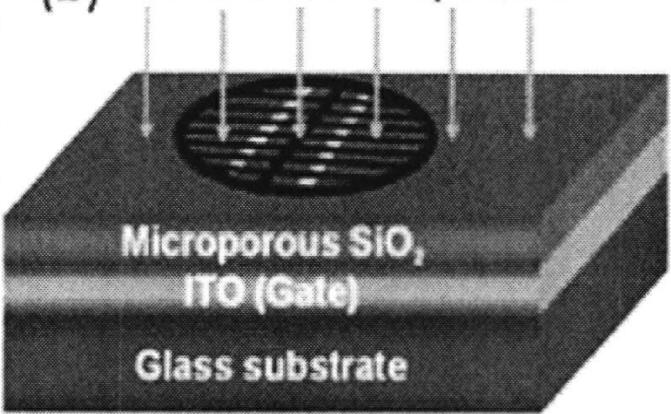 Microporous SiO₂
ITO (Gate)
Glass substrate